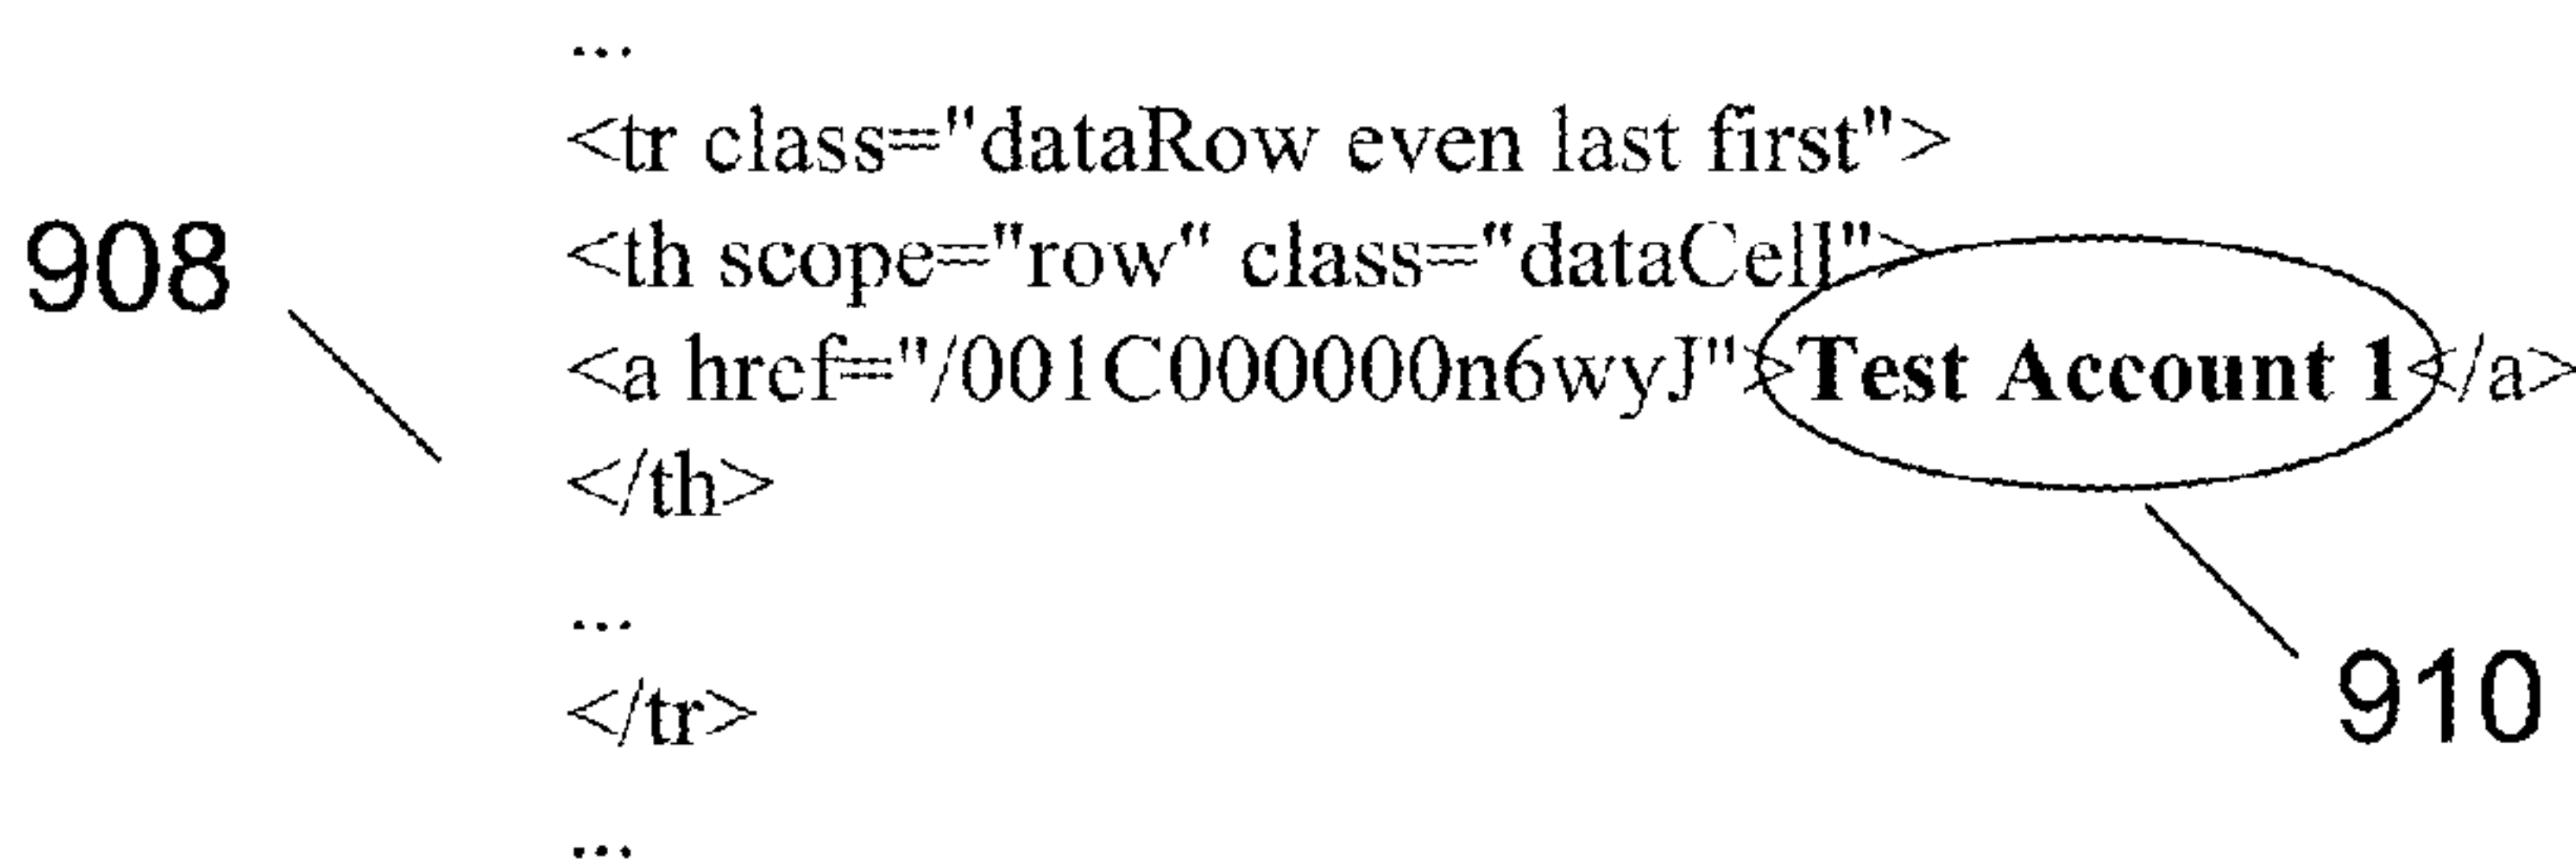 ...
<tr class="dataRow even last first">
908
<th scope="row" class="dataCell">
<a href="/001C000000n6wyJ">Test Account 1</a>
</th>
...
</tr>
910
...